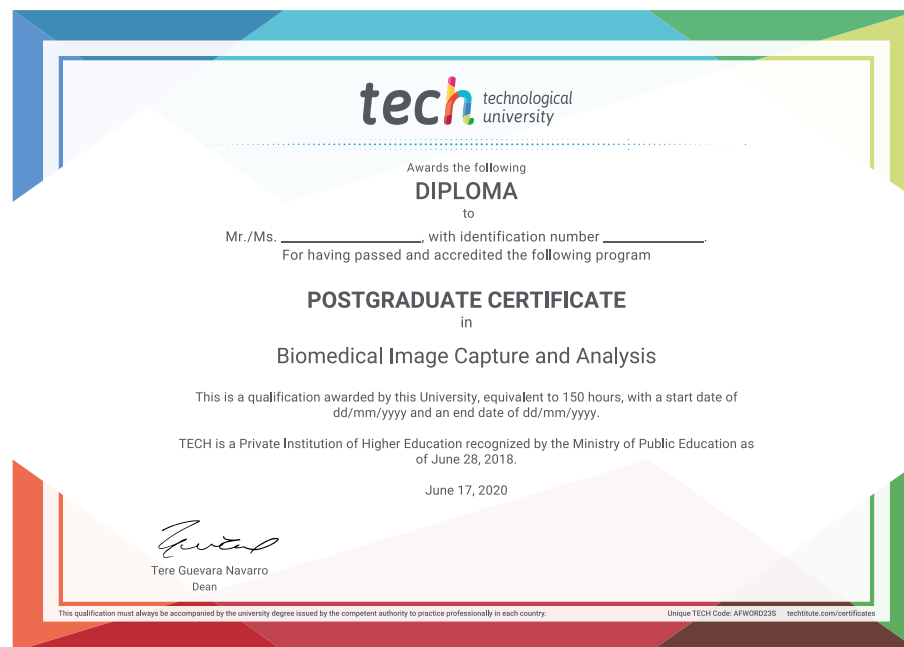 tech technological
university
Awards the following
DIPLOMA
to
Mr./Ms. ____________, with identification number ____________.
For having passed and accredited the following program
POSTGRADUATE CERTIFICATE
in
Biomedical Image Capture and Analysis
This is a qualification awarded by this University, equivalent to 150 hours, with a start date of
dd/mm/yyyy and an end date of dd/mm/yyyy.
TECH is a Private Institution of Higher Education recognized by the Ministry of Public Education as
of June 28, 2018.
June 17, 2020
Tere Guevara Navarro
Dean
This qualification must always be accompanied by the university degree issued by the competent authority to practice professionally in each country.
Unique TECH Code: AFWORD23S techtitute.com/certificates